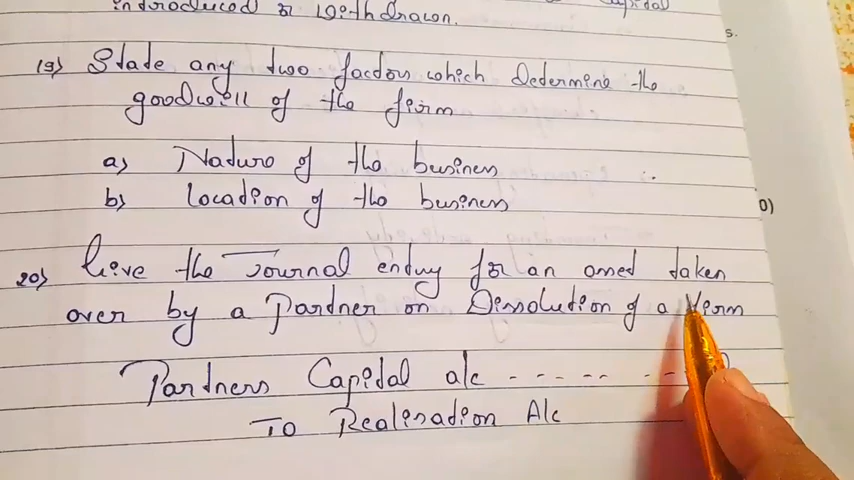 introduced or withdrawn. Capital
s.
19) State any two factors which Determine the
goodwill of the firm
a) Nature of the business
b) Location of the business
0)
20) Give the Journal entry for an asset taken
over by a Partner on Dissolution of a Firm
Partners Capital a/c - - - - - - -
To Realisation A/c